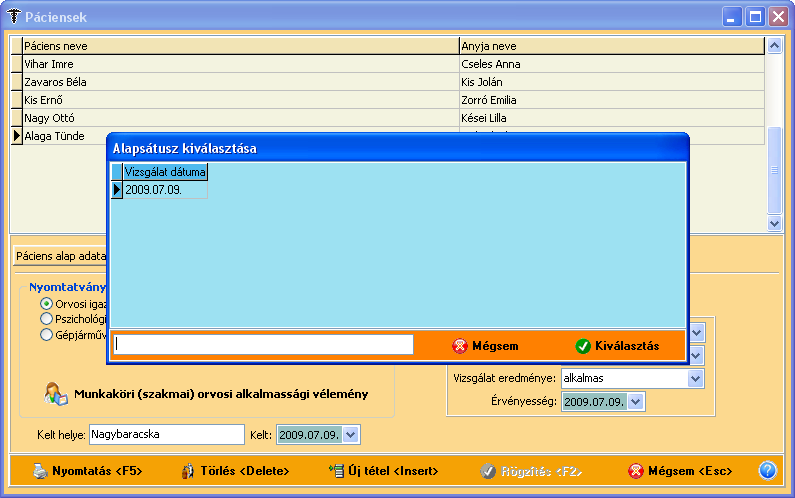 Páciensek
Páciens neve Anyja neve
Vihar Imre Cseles Anna
Zavaros Béla Kis Jolán
Kis Ernő Zorró Emilia
Nagy Ottó Kései Lilla
Alaga Tünde
Alapsátusz kiválasztása
Vizsgálat dátuma
2009.07.09.
Páciens alap adata
Nyomtatvány
Orvosi igaz
Pszichológi
Gépjárműv
Mégsem Kiválasztás
Vizsgálat eredménye: alkalmas
Munkaköri (szakmai) orvosi alkalmassági vélemény
Érvényesség: 2009.07.09.
Kelt helye: Nagybaracska Kelt: 2009.07.09.
Nyomtatás <F5> Törlés <Delete> Új tétel <Insert> Rögzítés <F2> Mégsem <Esc> ?